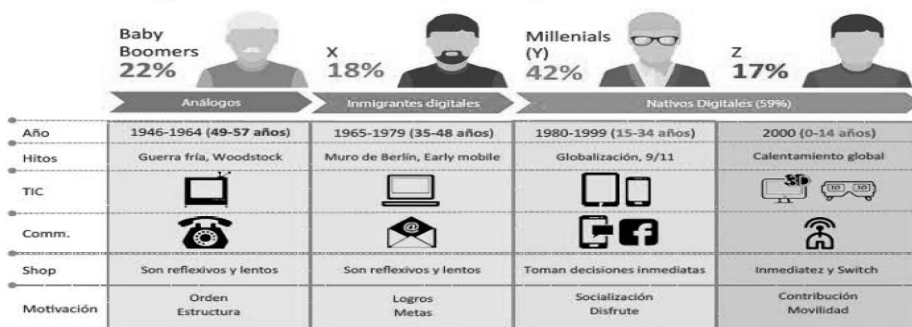 Baby
Boomers
22%
X
18%
Millenials
(Y)
42%
Z
17%
Análogos
Inmigrantes digitales
Nativos Digitales (59%)
Año
1946-1964 (49-57 años)
1965-1979 (35-48 años)
1980-1999 (15-34 años)
2000 (0-14 años)
Hitos
Guerra fría, Woodstock
Muro de Berlín, Early mobile
Globalización, 9/11
Calentamiento global
TIC
3D
3D 3D
Comm.
@
f
Shop
Son reflexivos y lentos
Son reflexivos y lentos
Toman decisiones inmediatas
Inmediatez y Switch
Motivación
Orden
Estructura
Logros
Metas
Socialización
Disfrute
Contribución
Movilidad